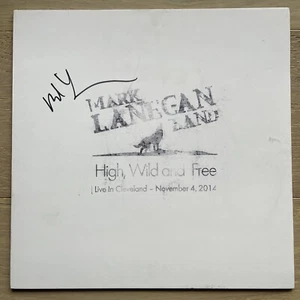 MARK
LANEGAN
BAND
High, Wild and Free
Live In Cleveland – November 4, 2014